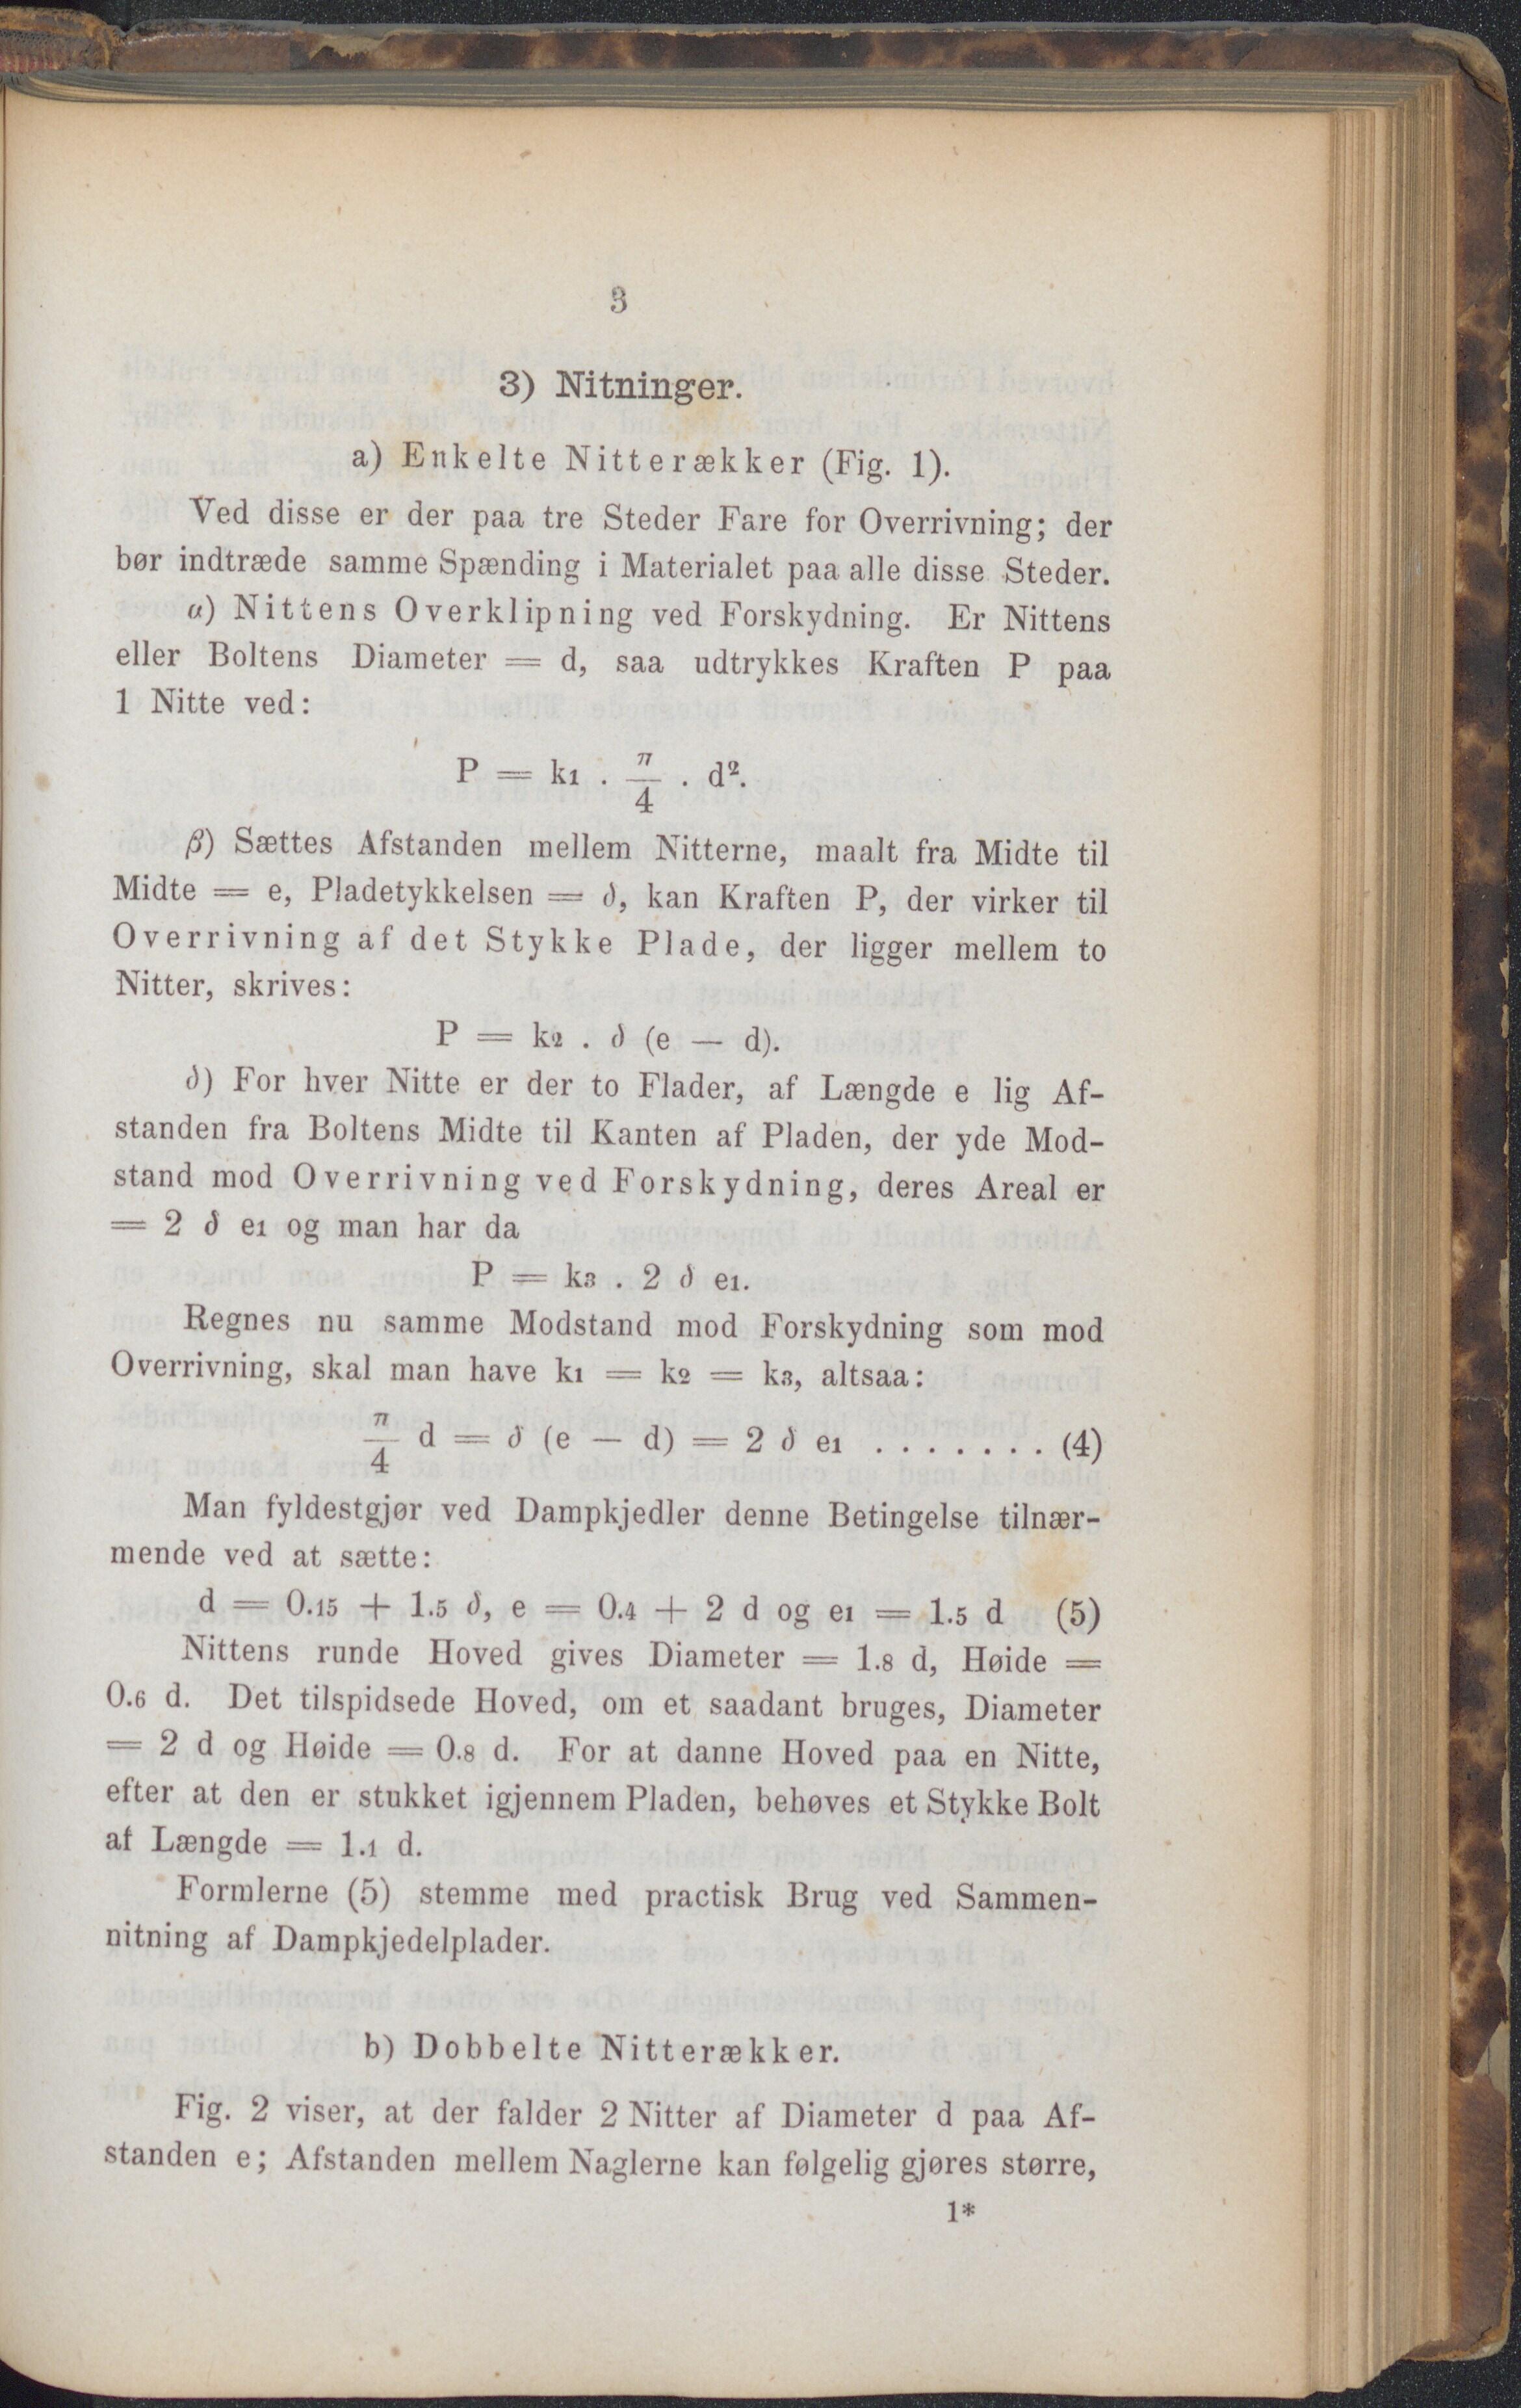 3
3) Nitninger.
a) Enkelte Nitterækker (Fig. 1).
Ved disse er der paa tre Steder Fare for Overrivning; der
bør indtræde samme Spænding i Materialet paa alle disse Steder.
α) Nittens Overklipning ved Forskydning. Er Nittens
eller Boltens Diameter = d, saa udtrykkes Kraften P paa
1 Nitte ved:
P = k₁ . π/4 . d².
β) Sættes Afstanden mellem Nitterne, maalt fra Midte til
Midte = e, Pladetykkelsen = δ, kan Kraften P, der virker til
Overrivning af det Stykke Plade, der ligger mellem to
Nitter, skrives:
P = k₂ . δ (e — d).
δ) For hver Nitte er der to Flader, af Længde e lig Af-
standen fra Boltens Midte til Kanten af Pladen, der yde Mod-
stand mod Overrivning ved Forskydning, deres Areal er
= 2 δ e₁ og man har da
P = k₃ . 2 δ e₁.
Regnes nu samme Modstand mod Forskydning som mod
Overrivning, skal man have k₁ = k₂ = k₃, altsaa:
π/4 d = δ (e — d) = 2 δ e₁ . . . . . . . (4)
Man fyldestgjør ved Dampkjedler denne Betingelse tilnær-
mende ved at sætte:
d = 0.15 + 1.5 δ, e = 0.4 + 2 d og e₁ = 1.5 d (5)
Nittens runde Hoved gives Diameter = 1.8 d, Høide =
0.6 d. Det tilspidsede Hoved, om et saadant bruges, Diameter
= 2 d og Høide = 0.8 d. For at danne Hoved paa en Nitte,
efter at den er stukket igjennem Pladen, behøves et Stykke Bolt
af Længde = 1.1 d.
Formlerne (5) stemme med practisk Brug ved Sammen-
nitning af Dampkjedelplader.
b) Dobbelte Nitterækker.
Fig. 2 viser, at der falder 2 Nitter af Diameter d paa Af-
standen e; Afstanden mellem Naglerne kan følgelig gjøres større,
1*